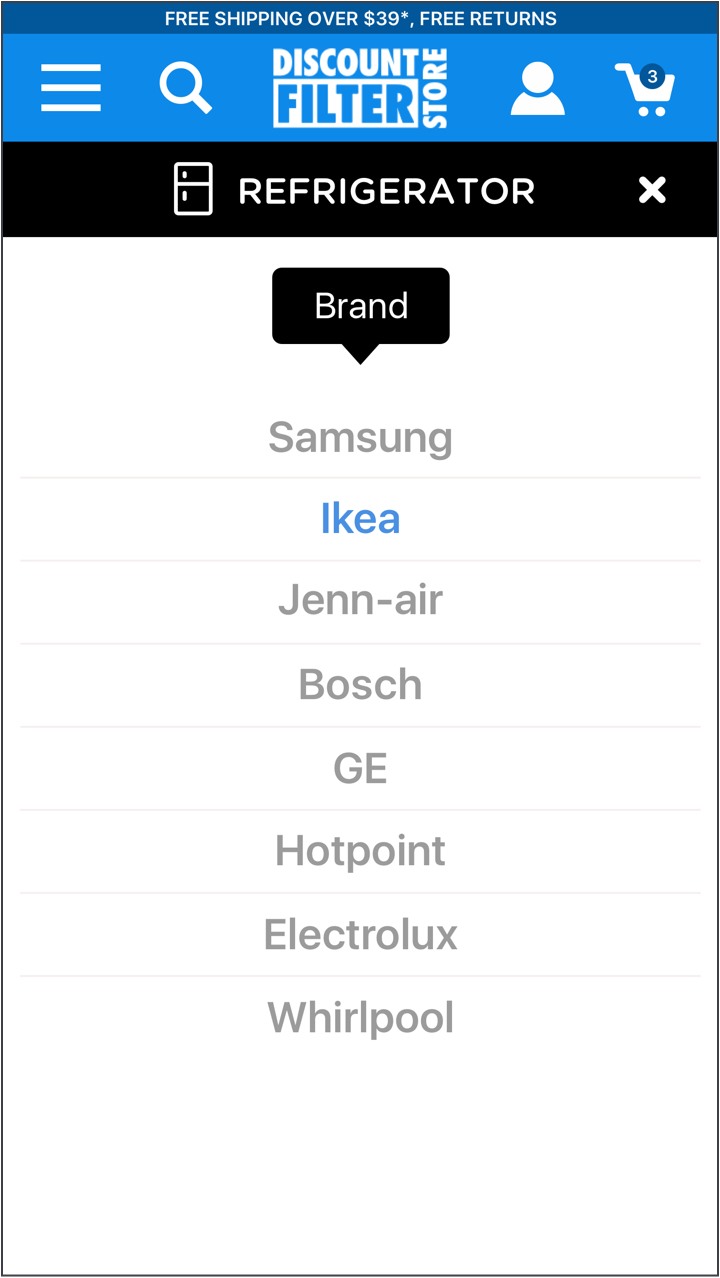 FREE SHIPPING OVER $39*, FREE RETURNS
DISCOUNT
FILTER
STORE
3
REFRIGERATOR
Brand
Samsung
Ikea
Jenn-air
Bosch
GE
Hotpoint
Electrolux
Whirlpool